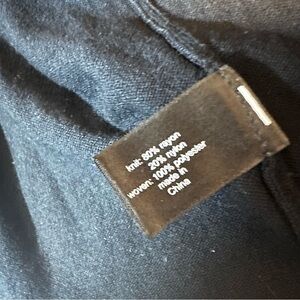 knit: 80% rayon
20% nylon
woven: 100% polyester
made in
China